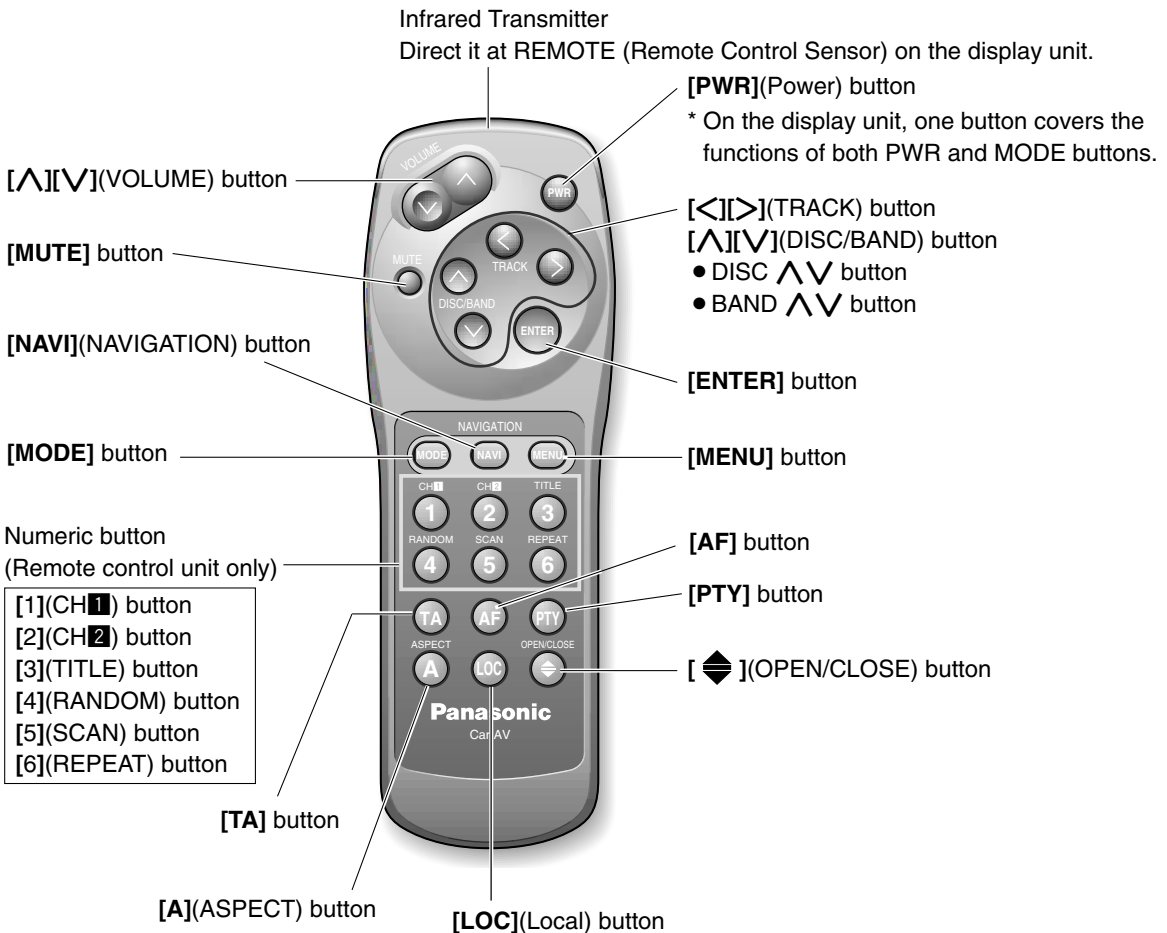 Infrared Transmitter
Direct it at REMOTE (Remote Control Sensor) on the display unit.
[PWR](Power) button
* On the display unit, one button covers the
functions of both PWR and MODE buttons.
[∧][∨](VOLUME) button
[<][>](TRACK) button
[∧][∨](DISC/BAND) button
● DISC ∧∨ button
● BAND ∧∨ button
[MUTE] button
[NAVI](NAVIGATION) button
[ENTER] button
[MODE] button
[MENU] button
Numeric button
(Remote control unit only)
[1](CH1) button
[2](CH2) button
[3](TITLE) button
[4](RANDOM) button
[5](SCAN) button
[6](REPEAT) button
[AF] button
[PTY] button
[ ](OPEN/CLOSE) button
[TA] button
[A](ASPECT) button
[LOC](Local) button
VOLUME
PWR
MUTE
TRACK
DISC/BAND
ENTER
NAVIGATION
MODE NAVI MENU
CH1 CH2 TITLE
1 2 3
RANDOM SCAN REPEAT
4 5 6
TA AF PTY
ASPECT OPEN/CLOSE
A LOC
Panasonic
Car AV